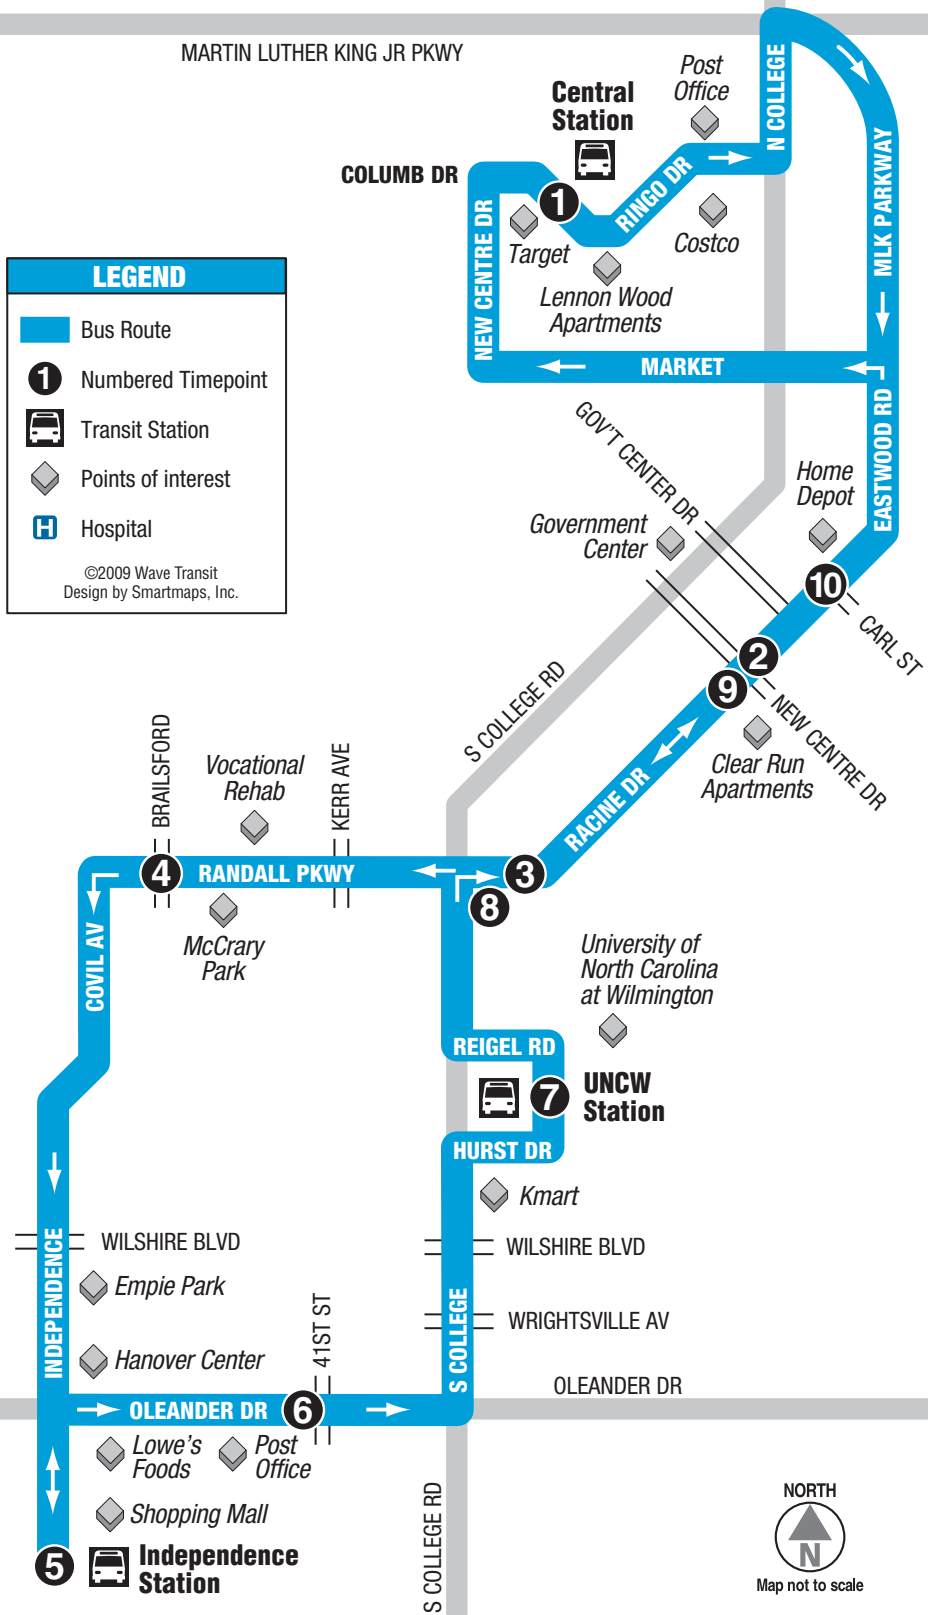 MARTIN LUTHER KING JR PKWY
Post
Office
Central
Station
N COLLEGE
MLK PARKWAY
COLUMB DR
1
RINGO DR
Target
Costco
NEW CENTRE DR
Lennon Wood
Apartments
MARKET
LEGEND
Bus Route
1
Numbered Timepoint
Transit Station
Points of interest
H
Hospital
©2009 Wave Transit
Design by Smartmaps, Inc.
EASTWOOD RD
GOV'T CENTER DR
Home
Depot
Government
Center
10
CARL ST
2
9
NEW CENTRE DR
S COLLEGE RD
Clear Run
Apartments
RACINE DR
BRAILSFORD
Vocational
Rehab
KERR AVE
4
RANDALL PKWY
3
8
McCrary
Park
COVIL AV
University of
North Carolina
at Wilmington
REIGEL RD
7
UNCW
Station
HURST DR
Kmart
WILSHIRE BLVD
WILSHIRE BLVD
INDEPENDENCE
Empie Park
41ST ST
S COLLEGE
WRIGHTSVILLE AV
Hanover Center
OLEANDER DR
OLEANDER DR
6
Lowe's
Foods
Post
Office
Shopping Mall
5
Independence
Station
S COLLEGE RD
NORTH
N
Map not to scale